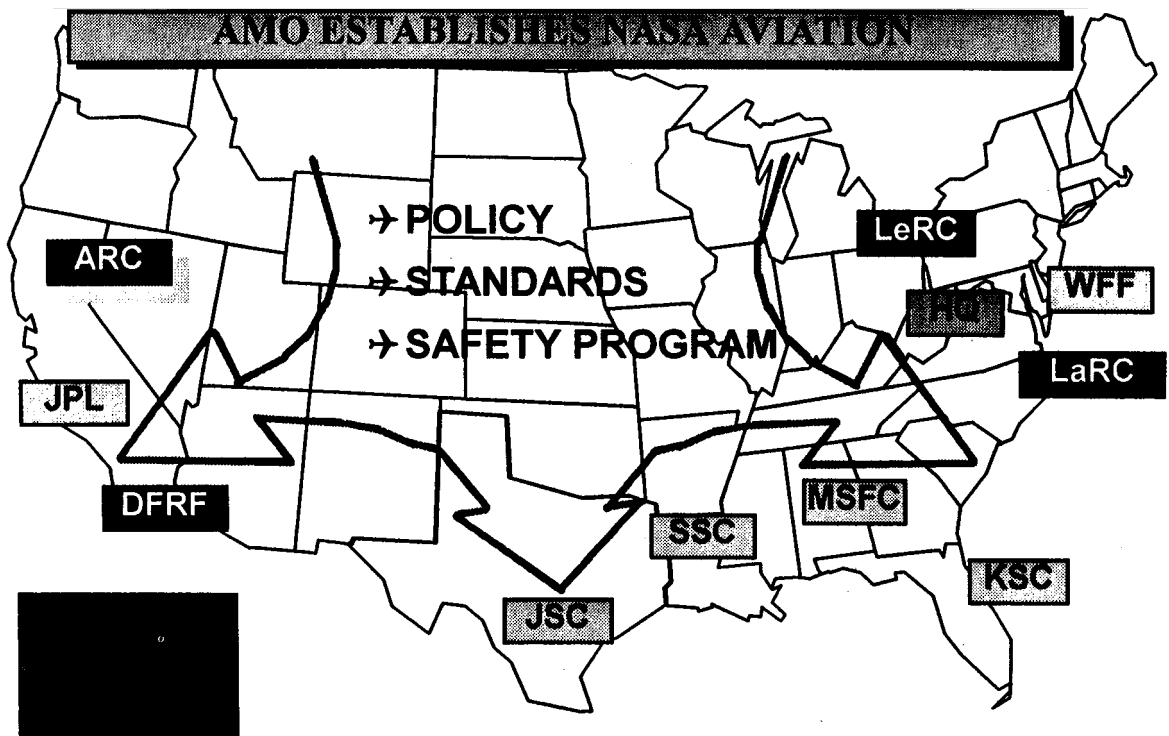 AMO ESTABLISHES NASA AVIATION
POLICY
STANDARDS
SAFETY PROGRAM
ARC
LeRC
WFF
HQ
LaRC
JPL
DFRF
MSFC
SSC
KSC
JSC